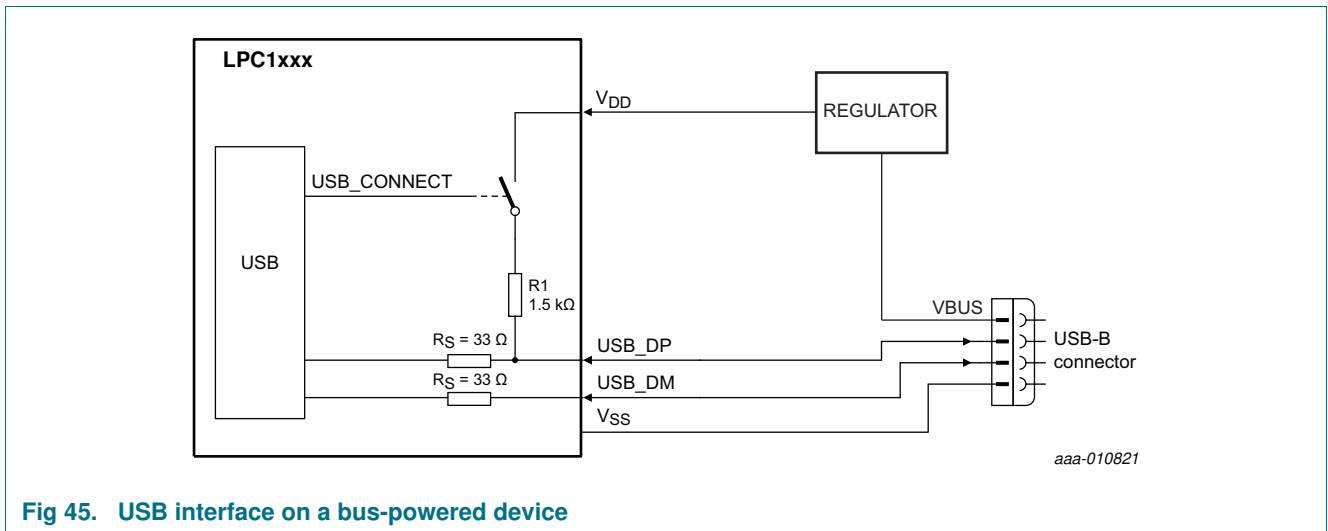 LPC1xxx
VDD
REGULATOR
USB_CONNECT
USB
R1
1.5 kΩ
VBUS
RS = 33 Ω
USB_DP
USB-B
connector
RS = 33 Ω
USB_DM
VSS
aaa-010821
Fig 45. USB interface on a bus-powered device